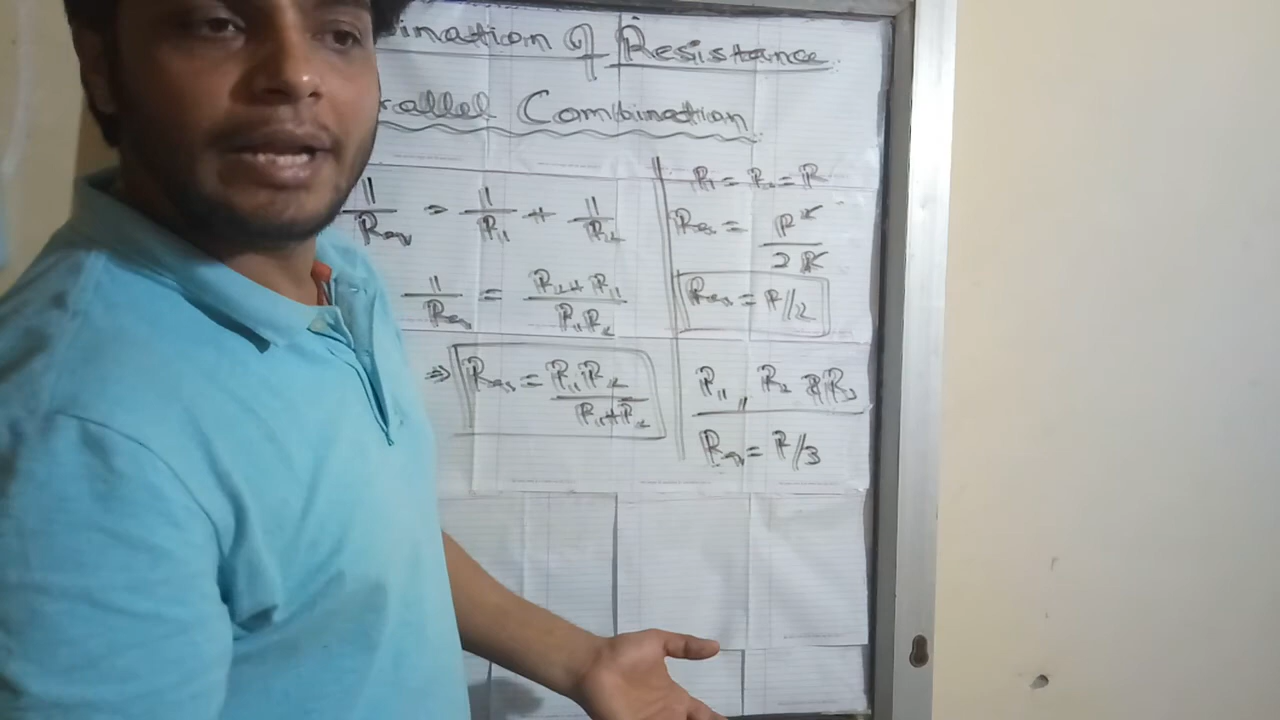 ination of Resistance
rallel Combination
1/Req = 1/R1 + 1/R2
1/Req = R2+R1/R1R2
⇒ Req = R1R2/R1+R2
R1 = R2 = R
Req = R²/2R
Req = R/2
R1, R2 R3
Req = R/3